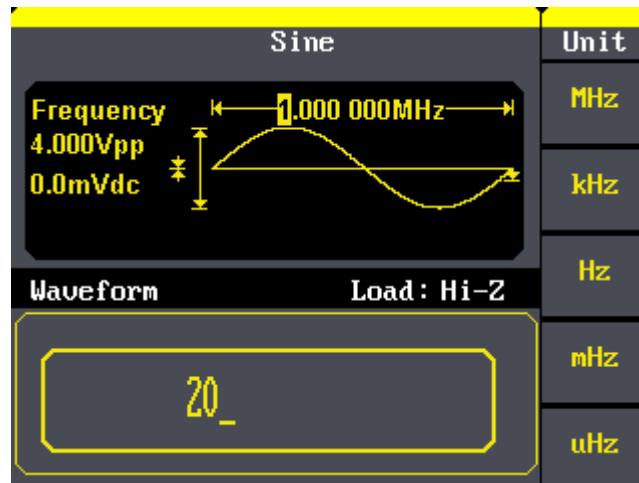 Sine
Unit
Frequency
1.000 000MHz
4.000Vpp
0.0mVdc
Waveform
Load: Hi-Z
20_
MHz
kHz
Hz
mHz
uHz